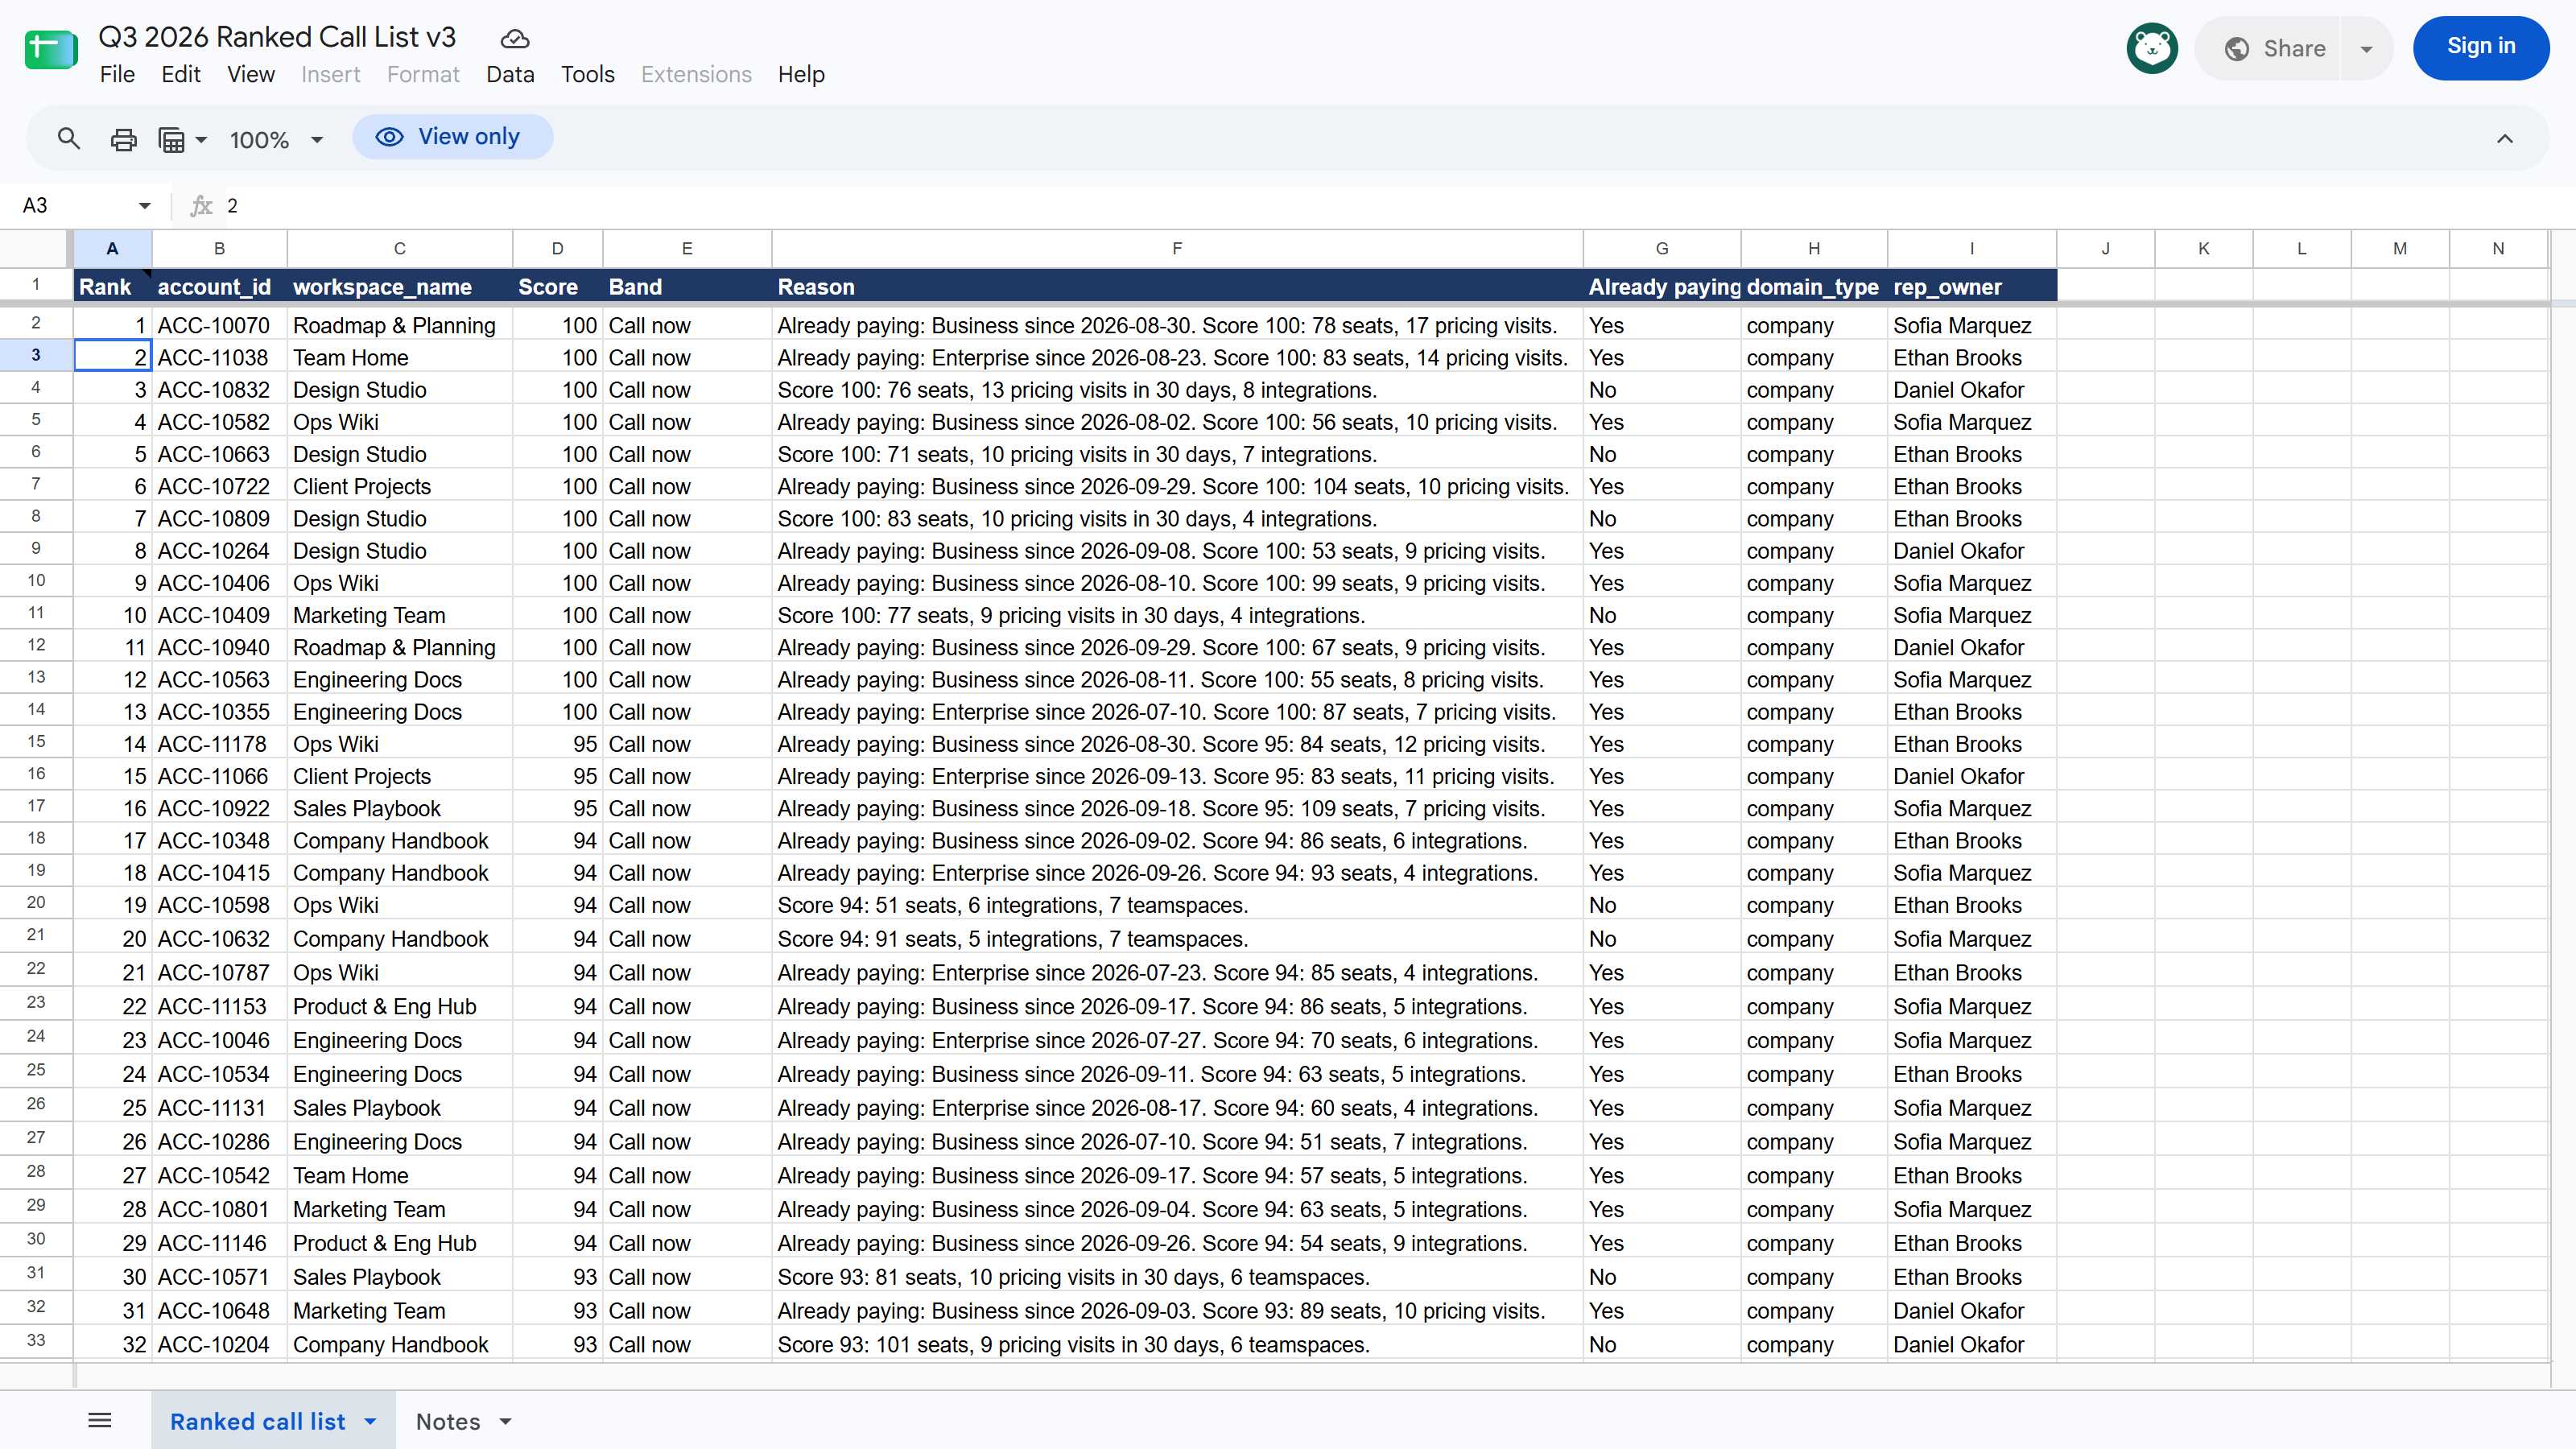 Q3 2026 Ranked Call List v3
File Edit View Insert Format Data Tools Extensions Help
Share
Sign in
100%
View only
A3 fx 2
A B C D E F G H I J K L M N
1 Rank account_id workspace_name Score Band Reason Already paying domain_type rep_owner
2 1 ACC-10070 Roadmap & Planning 100 Call now Already paying: Business since 2026-08-30. Score 100: 78 seats, 17 pricing visits. Yes company Sofia Marquez
3 2 ACC-11038 Team Home 100 Call now Already paying: Enterprise since 2026-08-23. Score 100: 83 seats, 14 pricing visits. Yes company Ethan Brooks
4 3 ACC-10832 Design Studio 100 Call now Score 100: 76 seats, 13 pricing visits in 30 days, 8 integrations. No company Daniel Okafor
5 4 ACC-10582 Ops Wiki 100 Call now Already paying: Business since 2026-08-02. Score 100: 56 seats, 10 pricing visits. Yes company Sofia Marquez
6 5 ACC-10663 Design Studio 100 Call now Score 100: 71 seats, 10 pricing visits in 30 days, 7 integrations. No company Ethan Brooks
7 6 ACC-10722 Client Projects 100 Call now Already paying: Business since 2026-09-29. Score 100: 104 seats, 10 pricing visits. Yes company Ethan Brooks
8 7 ACC-10809 Design Studio 100 Call now Score 100: 83 seats, 10 pricing visits in 30 days, 4 integrations. No company Ethan Brooks
9 8 ACC-10264 Design Studio 100 Call now Already paying: Business since 2026-09-08. Score 100: 53 seats, 9 pricing visits. Yes company Daniel Okafor
10 9 ACC-10406 Ops Wiki 100 Call now Already paying: Business since 2026-08-10. Score 100: 99 seats, 9 pricing visits. Yes company Sofia Marquez
11 10 ACC-10409 Marketing Team 100 Call now Score 100: 77 seats, 9 pricing visits in 30 days, 4 integrations. No company Sofia Marquez
12 11 ACC-10940 Roadmap & Planning 100 Call now Already paying: Business since 2026-09-29. Score 100: 67 seats, 9 pricing visits. Yes company Daniel Okafor
13 12 ACC-10563 Engineering Docs 100 Call now Already paying: Business since 2026-08-11. Score 100: 55 seats, 8 pricing visits. Yes company Sofia Marquez
14 13 ACC-10355 Engineering Docs 100 Call now Already paying: Enterprise since 2026-07-10. Score 100: 87 seats, 7 pricing visits. Yes company Ethan Brooks
15 14 ACC-11178 Ops Wiki 95 Call now Already paying: Business since 2026-08-30. Score 95: 84 seats, 12 pricing visits. Yes company Ethan Brooks
16 15 ACC-11066 Client Projects 95 Call now Already paying: Enterprise since 2026-09-13. Score 95: 83 seats, 11 pricing visits. Yes company Daniel Okafor
17 16 ACC-10922 Sales Playbook 95 Call now Already paying: Business since 2026-09-18. Score 95: 109 seats, 7 pricing visits. Yes company Sofia Marquez
18 17 ACC-10348 Company Handbook 94 Call now Already paying: Business since 2026-09-02. Score 94: 86 seats, 6 integrations. Yes company Ethan Brooks
19 18 ACC-10415 Company Handbook 94 Call now Already paying: Enterprise since 2026-09-26. Score 94: 93 seats, 4 integrations. Yes company Sofia Marquez
20 19 ACC-10598 Ops Wiki 94 Call now Score 94: 51 seats, 6 integrations, 7 teamspaces. No company Ethan Brooks
21 20 ACC-10632 Company Handbook 94 Call now Score 94: 91 seats, 5 integrations, 7 teamspaces. No company Sofia Marquez
22 21 ACC-10787 Ops Wiki 94 Call now Already paying: Enterprise since 2026-07-23. Score 94: 85 seats, 4 integrations. Yes company Ethan Brooks
23 22 ACC-11153 Product & Eng Hub 94 Call now Already paying: Business since 2026-09-17. Score 94: 86 seats, 5 integrations. Yes company Sofia Marquez
24 23 ACC-10046 Engineering Docs 94 Call now Already paying: Enterprise since 2026-07-27. Score 94: 70 seats, 6 integrations. Yes company Sofia Marquez
25 24 ACC-10534 Engineering Docs 94 Call now Already paying: Business since 2026-09-11. Score 94: 63 seats, 5 integrations. Yes company Ethan Brooks
26 25 ACC-11131 Sales Playbook 94 Call now Already paying: Enterprise since 2026-08-17. Score 94: 60 seats, 4 integrations. Yes company Sofia Marquez
27 26 ACC-10286 Engineering Docs 94 Call now Already paying: Business since 2026-07-10. Score 94: 51 seats, 7 integrations. Yes company Sofia Marquez
28 27 ACC-10542 Team Home 94 Call now Already paying: Business since 2026-09-17. Score 94: 57 seats, 5 integrations. Yes company Ethan Brooks
29 28 ACC-10801 Marketing Team 94 Call now Already paying: Business since 2026-09-04. Score 94: 63 seats, 5 integrations. Yes company Sofia Marquez
30 29 ACC-11146 Product & Eng Hub 94 Call now Already paying: Business since 2026-09-26. Score 94: 54 seats, 9 integrations. Yes company Ethan Brooks
31 30 ACC-10571 Sales Playbook 93 Call now Score 93: 81 seats, 10 pricing visits in 30 days, 6 teamspaces. No company Ethan Brooks
32 31 ACC-10648 Marketing Team 93 Call now Already paying: Business since 2026-09-03. Score 93: 89 seats, 10 pricing visits. Yes company Daniel Okafor
33 32 ACC-10204 Company Handbook 93 Call now Score 93: 101 seats, 9 pricing visits in 30 days, 6 teamspaces. No company Daniel Okafor
Ranked call list Notes